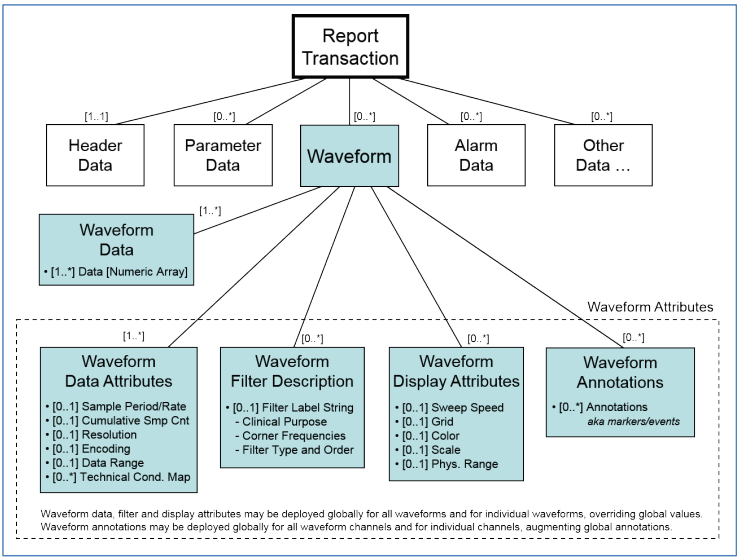 Report
Transaction
[1..1]
[0..*]
[0..*]
[0..*]
[0..*]
Header
Data
Parameter
Data
Waveform
Alarm
Data
Other
Data ...
[1..*]
Waveform
Data
• [1..*] Data [Numeric Array]
Waveform Attributes
[1..*]
[0..*]
[0..*]
[0..*]
Waveform
Data Attributes
• [0..1] Sample Period/Rate
• [0..1] Cumulative Smp Cnt
• [0..1] Resolution
• [0..1] Encoding
• [0..1] Data Range
• [0..*] Technical Cond. Map
Waveform
Filter Description
• [0..1] Filter Label String
- Clinical Purpose
- Corner Frequencies
- Filter Type and Order
Waveform
Display Attributes
• [0..1] Sweep Speed
• [0..1] Grid
• [0..1] Color
• [0..1] Scale
• [0..1] Phys. Range
Waveform
Annotations
• [0..*] Annotations
aka markers/events
Waveform data, filter and display attributes may be deployed globally for all waveforms and for individual waveforms, overriding global values.
Waveform annotations may be deployed globally for all waveform channels and for individual channels, augmenting global annotations.